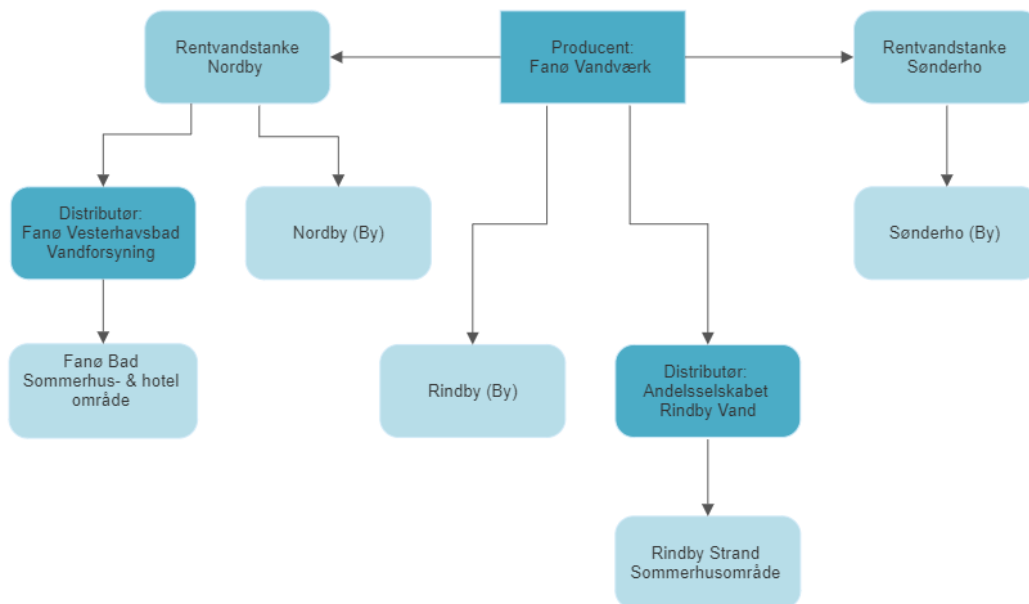 Rentvandstanke
Nordby
Producent:
Fanø Vandværk
Rentvandstanke
Sønderho
Distributør:
Fanø Vesterhavsbad
Vandforsyning
Nordby (By)
Sønderho (By)
Fanø Bad
Sommerhus- & hotel
område
Rindby (By)
Distributør:
Andelsselskabet
Rindby Vand
Rindby Strand
Sommerhusområde